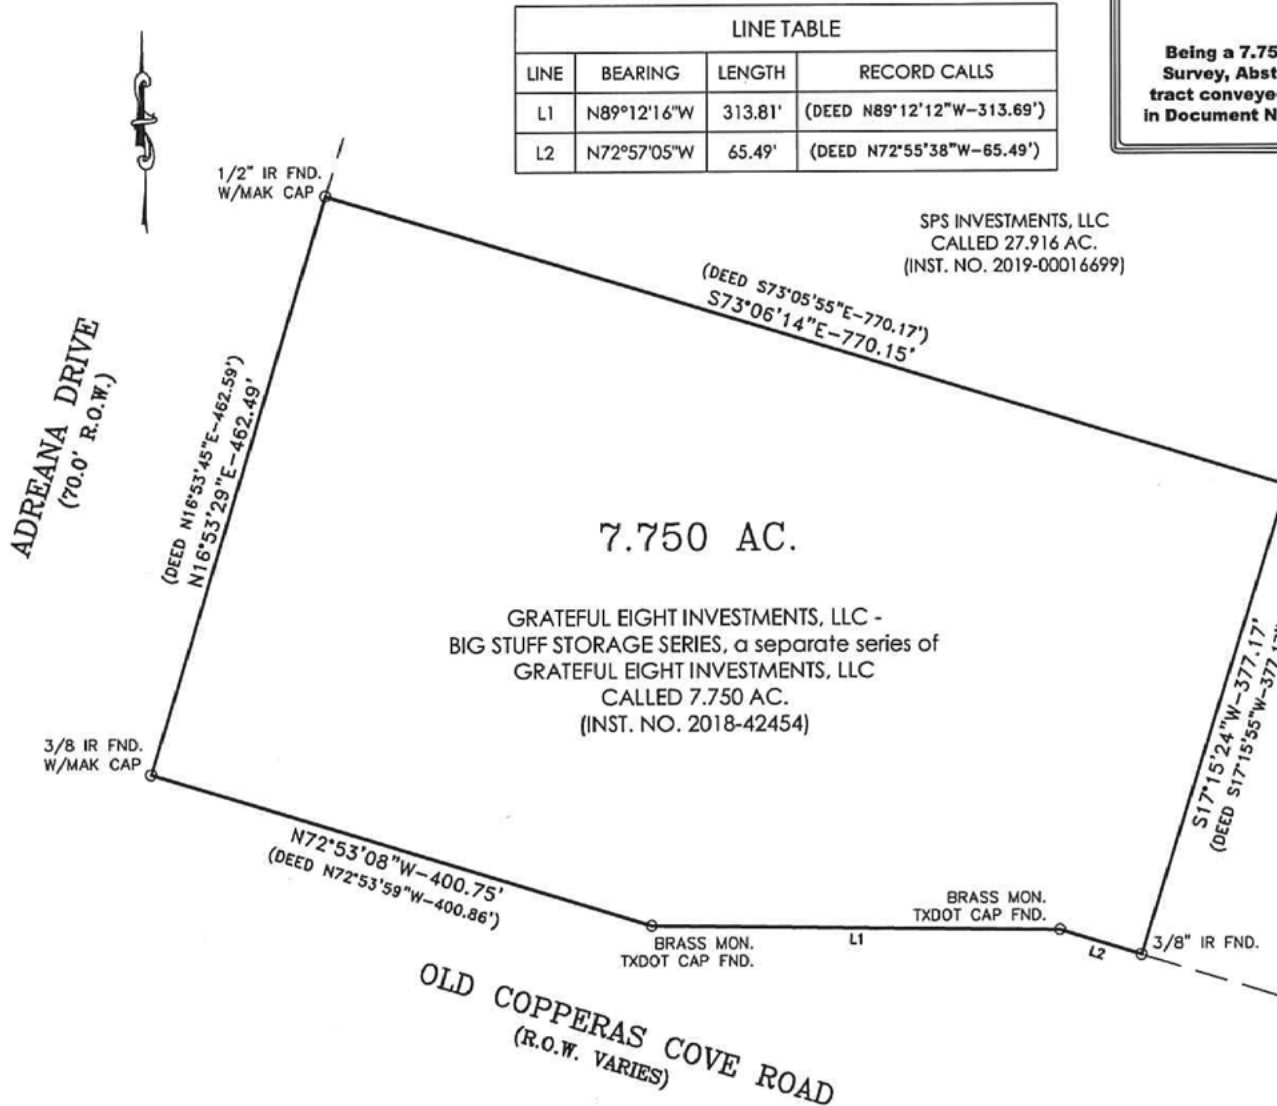 LINE TABLE
LINE BEARING LENGTH RECORD CALLS
L1 N89°12'16"W 313.81' (DEED N89°12'12"W-313.69')
L2 N72°57'05"W 65.49' (DEED N72°55'38"W-65.49')
Being a 7.75
Survey, Abst
tract conveye
in Document N
1/2" IR FND.
W/MAK CAP
SPS INVESTMENTS, LLC
CALLED 27.916 AC.
(INST. NO. 2019-00016699)
(DEED S73°05'55"E-770.17')
S73°06'14"E-770.15'
ADREANA DRIVE
(70.0' R.O.W.)
(DEED N16°53'45"E-462.59')
N16°53'29"E-462.49'
7.750 AC.
GRATEFUL EIGHT INVESTMENTS, LLC -
BIG STUFF STORAGE SERIES, a separate series of
GRATEFUL EIGHT INVESTMENTS, LLC
CALLED 7.750 AC.
(INST. NO. 2018-42454)
S17°15'24"W-377.17'
(DEED S17°15'55"W-377.17'
3/8 IR FND.
W/MAK CAP
N72°53'08"W-400.75'
(DEED N72°53'59"W-400.86')
BRASS MON.
TXDOT CAP FND.
L1
BRASS MON.
TXDOT CAP FND.
L2
3/8" IR FND.
OLD COPPERAS COVE ROAD
(R.O.W. VARIES)